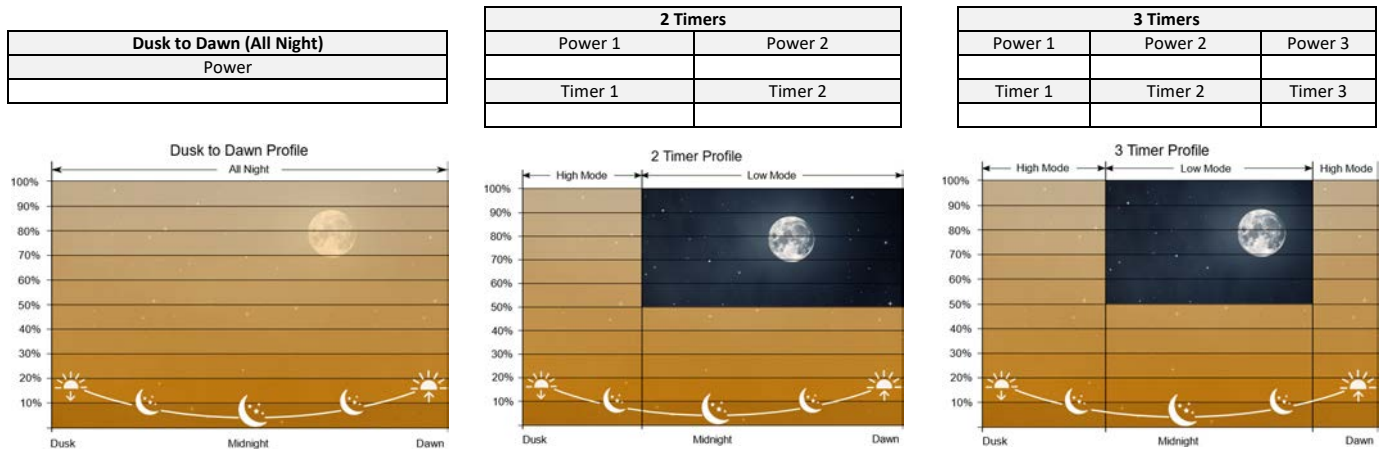 Dusk to Dawn (All Night)
Power
2 Timers
Power 1 Power 2
Timer 1 Timer 2
3 Timers
Power 1 Power 2 Power 3
Timer 1 Timer 2 Timer 3
Dusk to Dawn Profile
All Night
100%
90%
80%
70%
60%
50%
40%
30%
20%
10%
Dusk Midnight Dawn
2 Timer Profile
High Mode Low Mode
100%
90%
80%
70%
60%
50%
40%
30%
20%
10%
Dusk Midnight Dawn
3 Timer Profile
High Mode Low Mode High Mode
100%
90%
80%
70%
60%
50%
40%
30%
20%
10%
Dusk Midnight Dawn